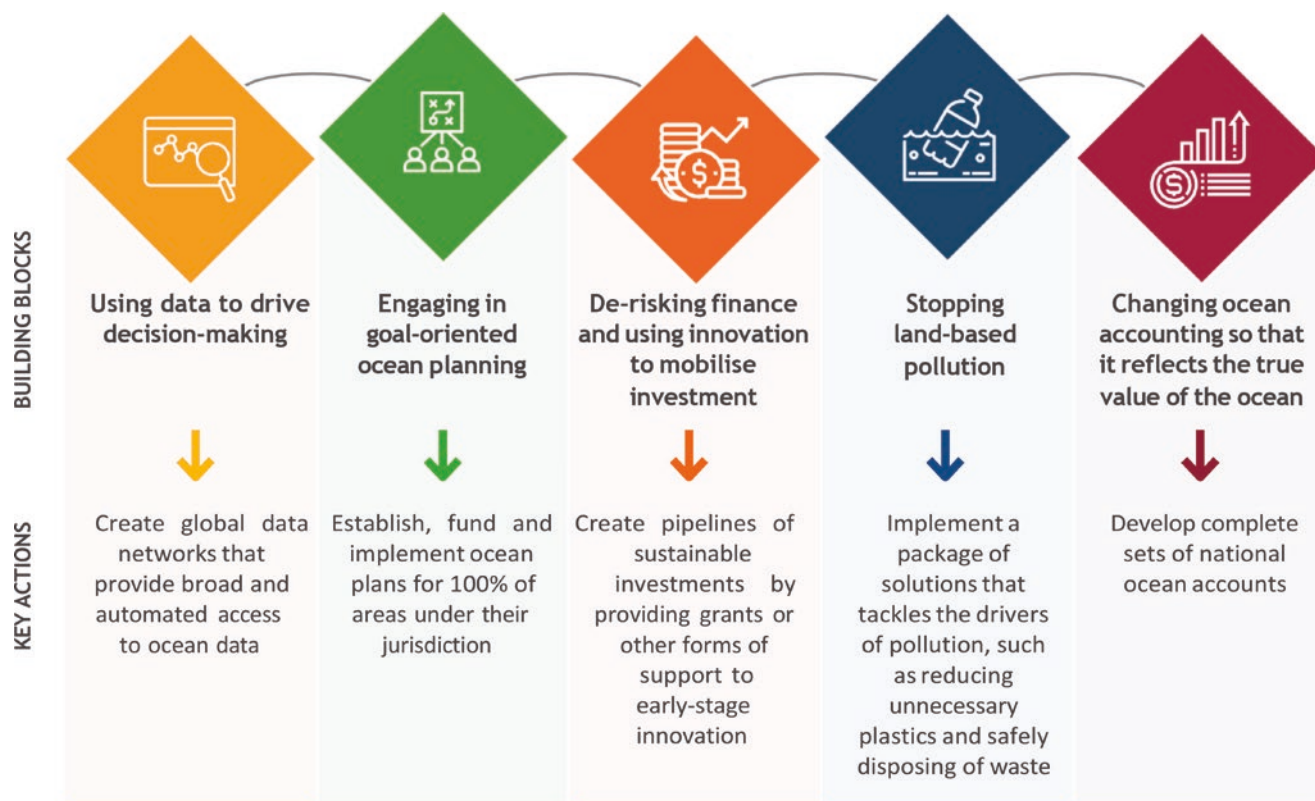 BUILDING BLOCKS
Using data to drive
decision-making
Engaging in
goal-oriented
ocean planning
De-risking finance
and using innovation
to mobilise
investment
Stopping
land-based
pollution
Changing ocean
accounting so that
it reflects the true
value of the ocean
KEY ACTIONS
Create global data
networks that
provide broad and
automated access
to ocean data
Establish, fund and
implement ocean
plans for 100% of
areas under their
jurisdiction
Create pipelines of
sustainable
investments by
providing grants or
other forms of
support to
early-stage
innovation
Implement a
package of
solutions that
tackles the drivers
of pollution, such
as reducing
unnecessary
plastics and safely
disposing of waste
Develop complete
sets of national
ocean accounts